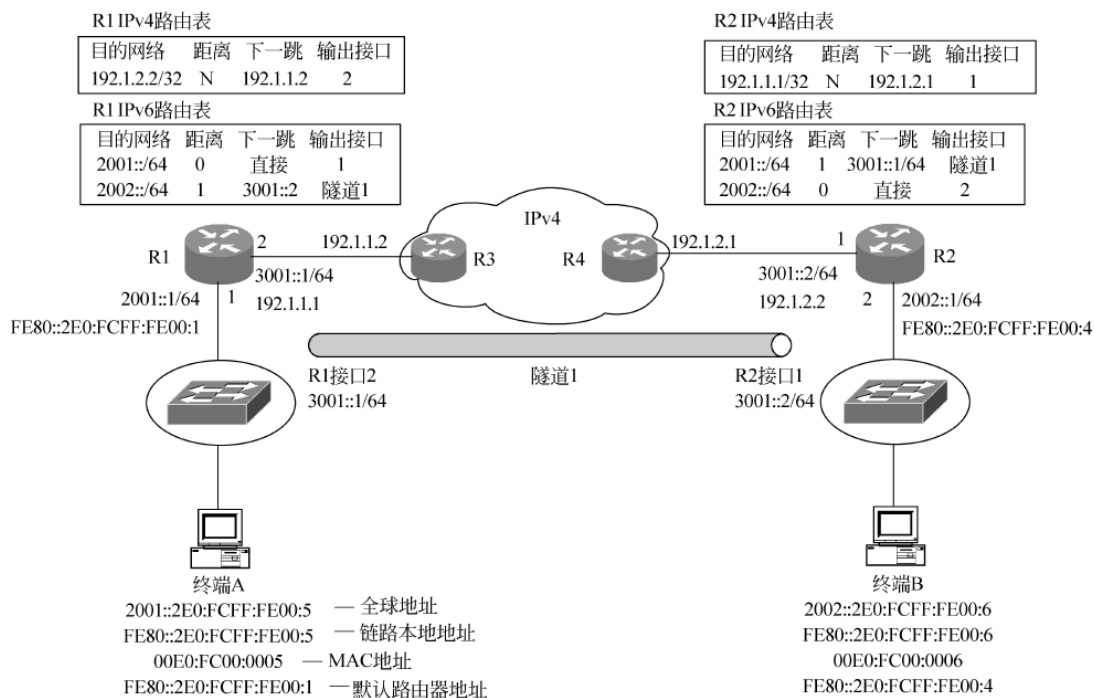 R1 IPv4路由表
目的网络 距离 下一跳 输出接口
192.1.2.2/32 N 192.1.1.2 2
R1 IPv6路由表
目的网络 距离 下一跳 输出接口
2001::/64 0 直接 1
2002::/64 1 3001::2 隧道1
R2 IPv4路由表
目的网络 距离 下一跳 输出接口
192.1.1.1/32 N 192.1.2.1 1
R2 IPv6路由表
目的网络 距离 下一跳 输出接口
2001::/64 1 3001::1/64 隧道1
2002::/64 0 直接 2
IPv4
R1
2
192.1.1.2
R3
R4
192.1.2.1
1
R2
3001::1/64
3001::2/64
2001::1/64
1
192.1.1.1
192.1.2.2
2
2002::1/64
FE80::2E0:FCFF:FE00:1
FE80::2E0:FCFF:FE00:4
R1接口2
隧道1
R2接口1
3001::1/64
3001::2/64
终端A
2001::2E0:FCFF:FE00:5 — 全球地址
FE80::2E0:FCFF:FE00:5 — 链路本地地址
00E0:FC00:0005 — MAC地址
FE80::2E0:FCFF:FE00:1 — 默认路由器地址
终端B
2002::2E0:FCFF:FE00:6
FE80::2E0:FCFF:FE00:6
00E0:FC00:0006
FE80::2E0:FCFF:FE00:4